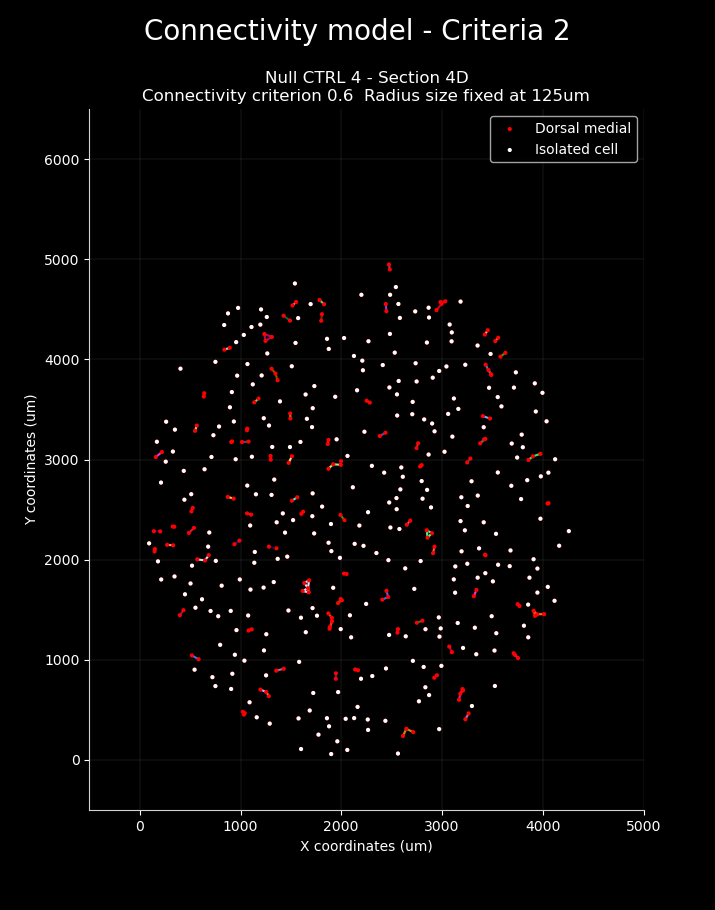 Connectivity model - Criteria 2
Null CTRL 4 - Section 4D
Connectivity criterion 0.6  Radius size fixed at 125um
Dorsal medial
Isolated cell
6000
5000
4000
3000
2000
1000
0
Y coordinates (um)
0
1000
2000
3000
4000
5000
X coordinates (um)